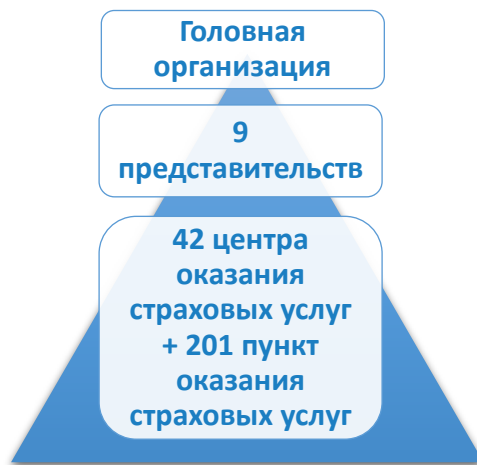 Головная
организация
9
представительств
42 центра
оказания
страховых услуг
+ 201 пункт
оказания
страховых услуг